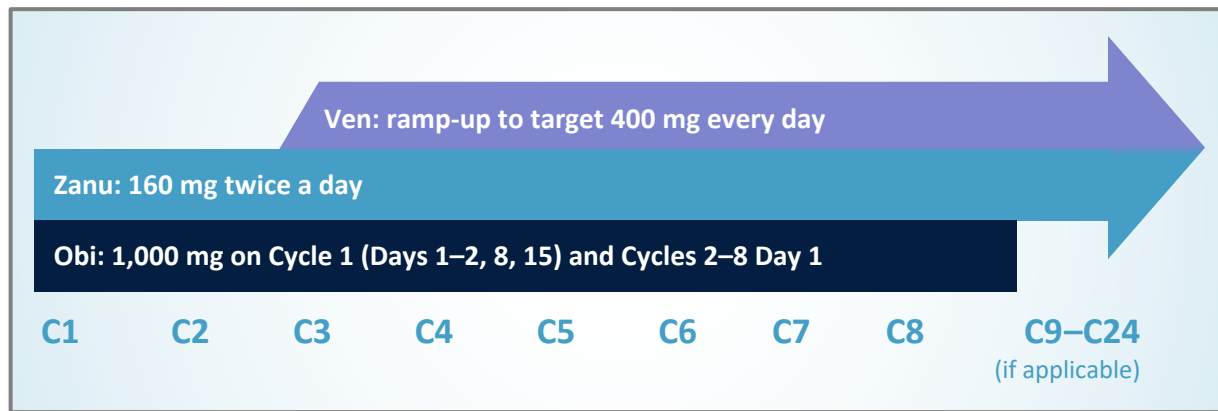 Ven: ramp-up to target 400 mg every day
Zanu: 160 mg twice a day
Obi: 1,000 mg on Cycle 1 (Days 1–2, 8, 15) and Cycles 2–8 Day 1
C1 C2 C3 C4 C5 C6 C7 C8 C9–C24
(if applicable)